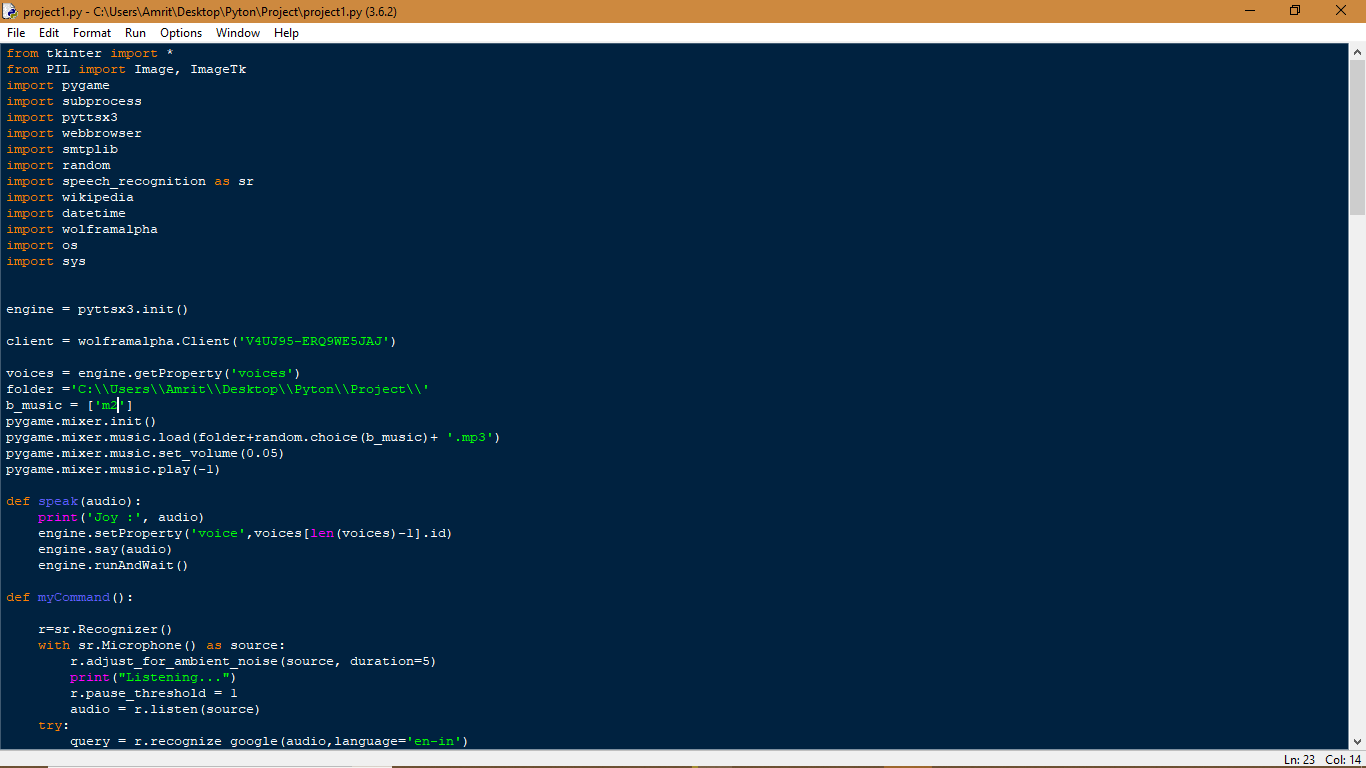 project1.py - C:\Users\Amrit\Desktop\Pyton\Project\project1.py (3.6.2)
File Edit Format Run Options Window Help
from tkinter import *
from PIL import Image, ImageTk
import pygame
import subprocess
import pyttsx3
import webbrowser
import smtplib
import random
import speech_recognition as sr
import wikipedia
import datetime
import wolframalpha
import os
import sys
engine = pyttsx3.init()
client = wolframalpha.Client('V4UJ95-ERQ9WE5JAJ')
voices = engine.getProperty('voices')
folder ='C:\\Users\\Amrit\\Desktop\\Pyton\\Project\\'
b_music = ['m2']
pygame.mixer.init()
pygame.mixer.music.load(folder+random.choice(b_music)+ '.mp3')
pygame.mixer.music.set_volume(0.05)
pygame.mixer.music.play(-1)
def speak(audio):
    print('Joy :', audio)
    engine.setProperty('voice',voices[len(voices)-1].id)
    engine.say(audio)
    engine.runAndWait()
def myCommand():
    r=sr.Recognizer()
    with sr.Microphone() as source:
        r.adjust_for_ambient_noise(source, duration=5)
        print("Listening...")
        r.pause_threshold = 1
        audio = r.listen(source)
    try:
        query = r.recognize_google(audio,language='en-in')
Ln: 23 Col: 14